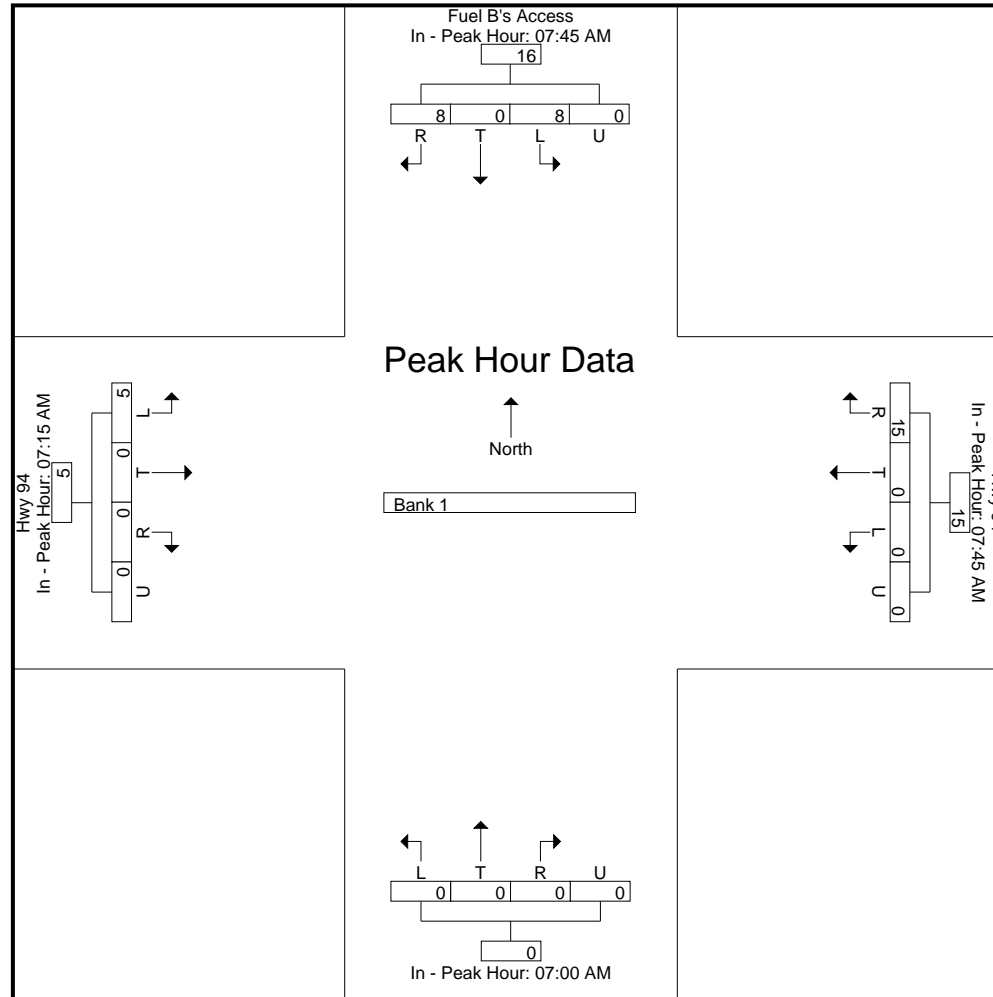 Fuel B's Access
In - Peak Hour: 07:45 AM
16
8 0 8 0
R T L U
Peak Hour Data
North
Bank 1
Hwy 94
In - Peak Hour: 07:15 AM
5
5 0 0 0
L T R U
R T L U
15 0 0 0
15
In - Peak Hour: 07:45 AM
L T R U
0 0 0 0
0
In - Peak Hour: 07:00 AM